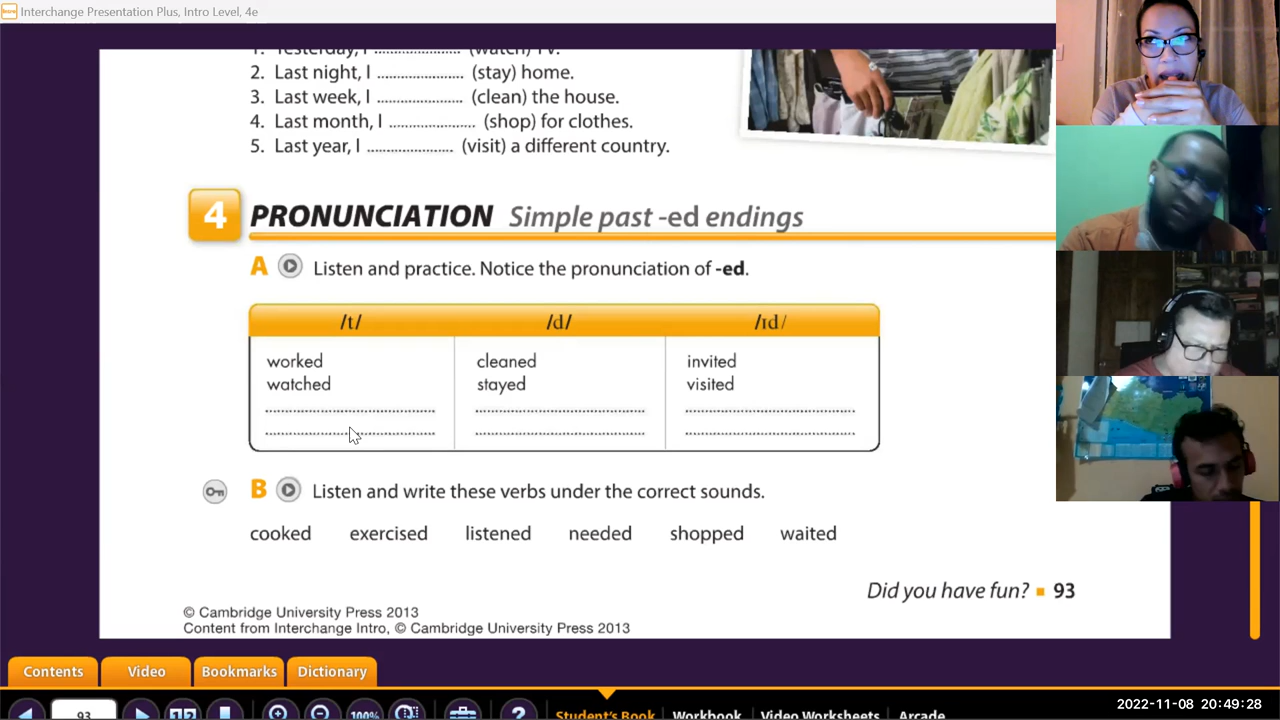 Interchange Presentation Plus, Intro Level, 4e
1. Yesterday, I ..................... (watch) TV.
2. Last night, I ..................... (stay) home.
3. Last week, I ..................... (clean) the house.
4. Last month, I ..................... (shop) for clothes.
5. Last year, I ..................... (visit) a different country.
4 PRONUNCIATION Simple past -ed endings
A Listen and practice. Notice the pronunciation of -ed.
/t/ /d/ /ɪd/
worked cleaned invited
watched stayed visited
B Listen and write these verbs under the correct sounds.
cooked exercised listened needed shopped waited
Did you have fun? 93
© Cambridge University Press 2013
Content from Interchange Intro, © Cambridge University Press 2013
Contents Video Bookmarks Dictionary
93 100% ? Student's Book Workbook Video Worksheets Arcade
2022-11-08 20:49:28